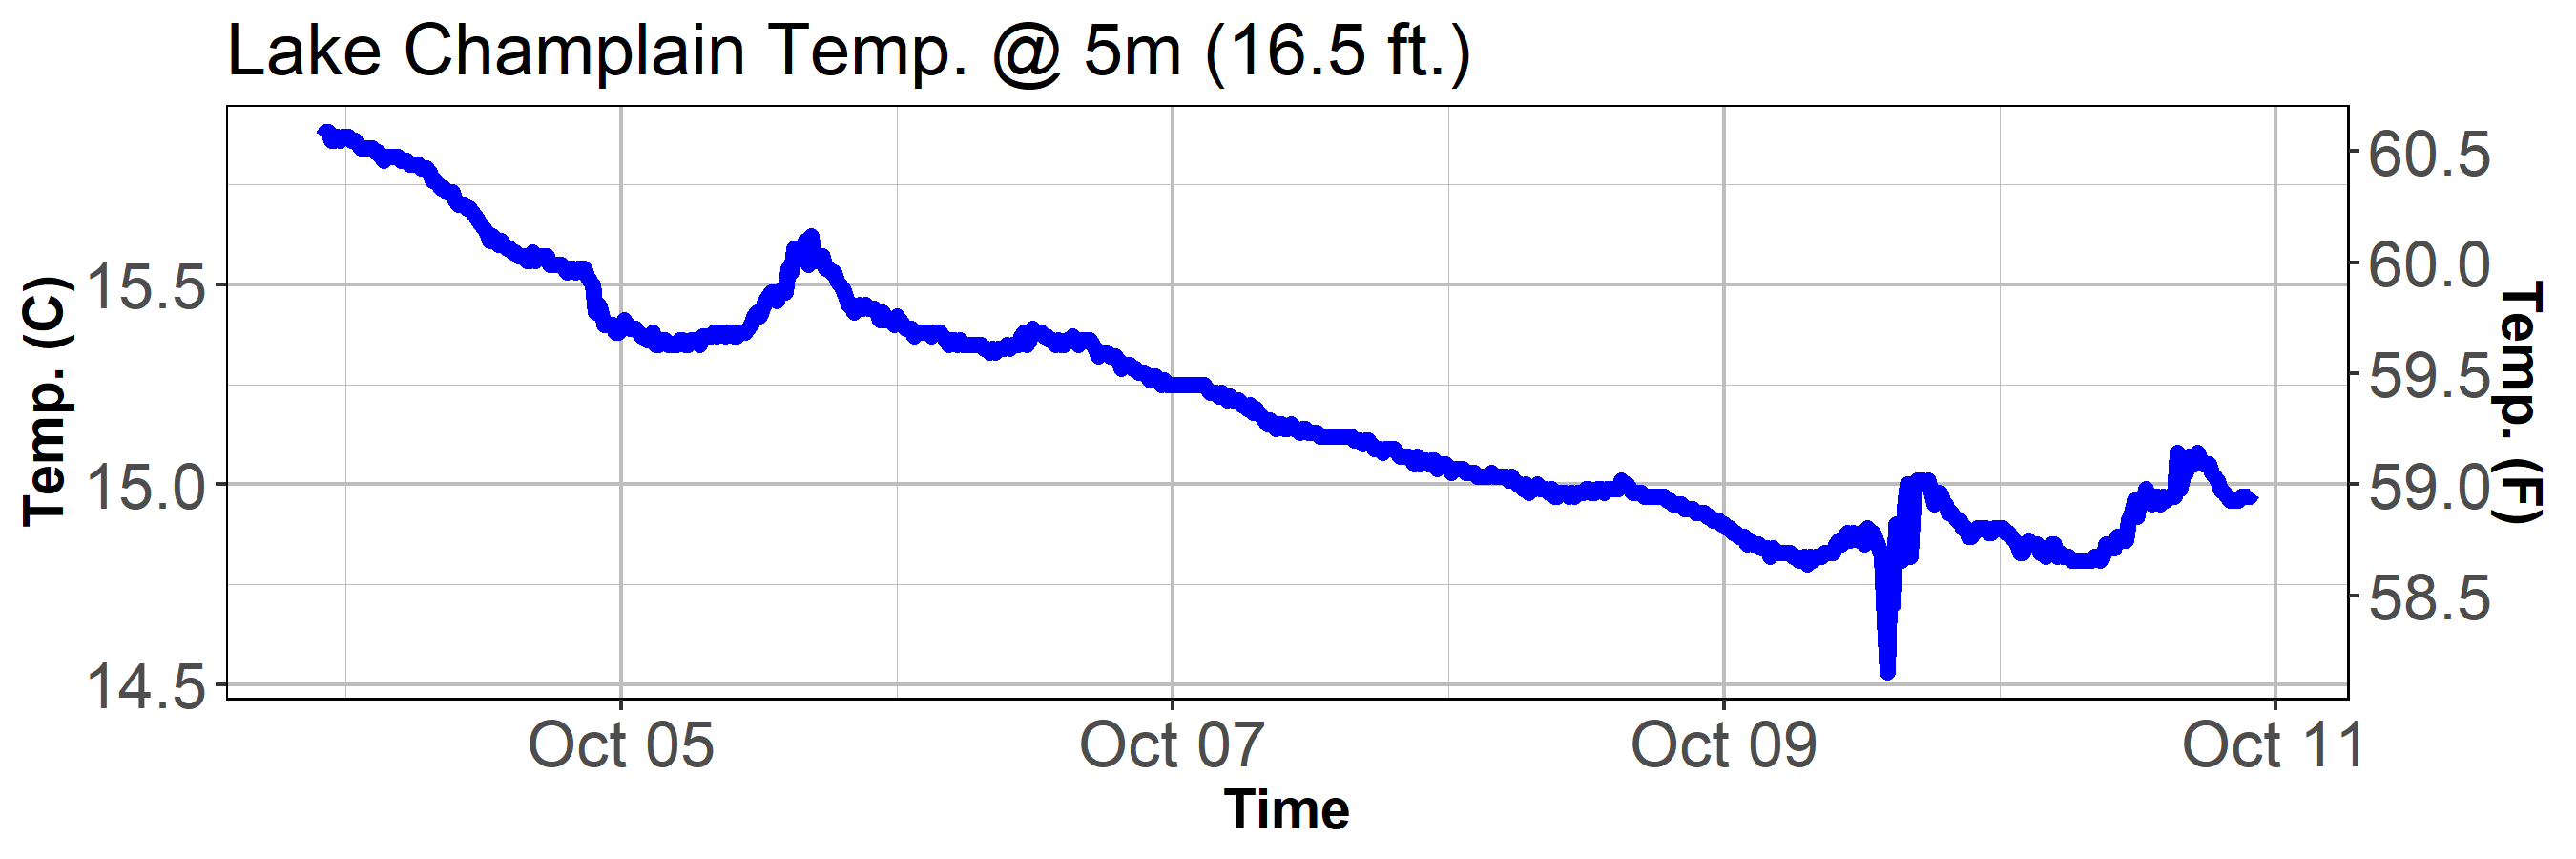 Lake Champlain Temp. @ 5m (16.5 ft.)
Temp. (C)
15.5
15.0
14.5
60.5
60.0
59.5
59.0
58.5
Temp. (F)
Oct 05 Oct 07 Oct 09 Oct 11
Time